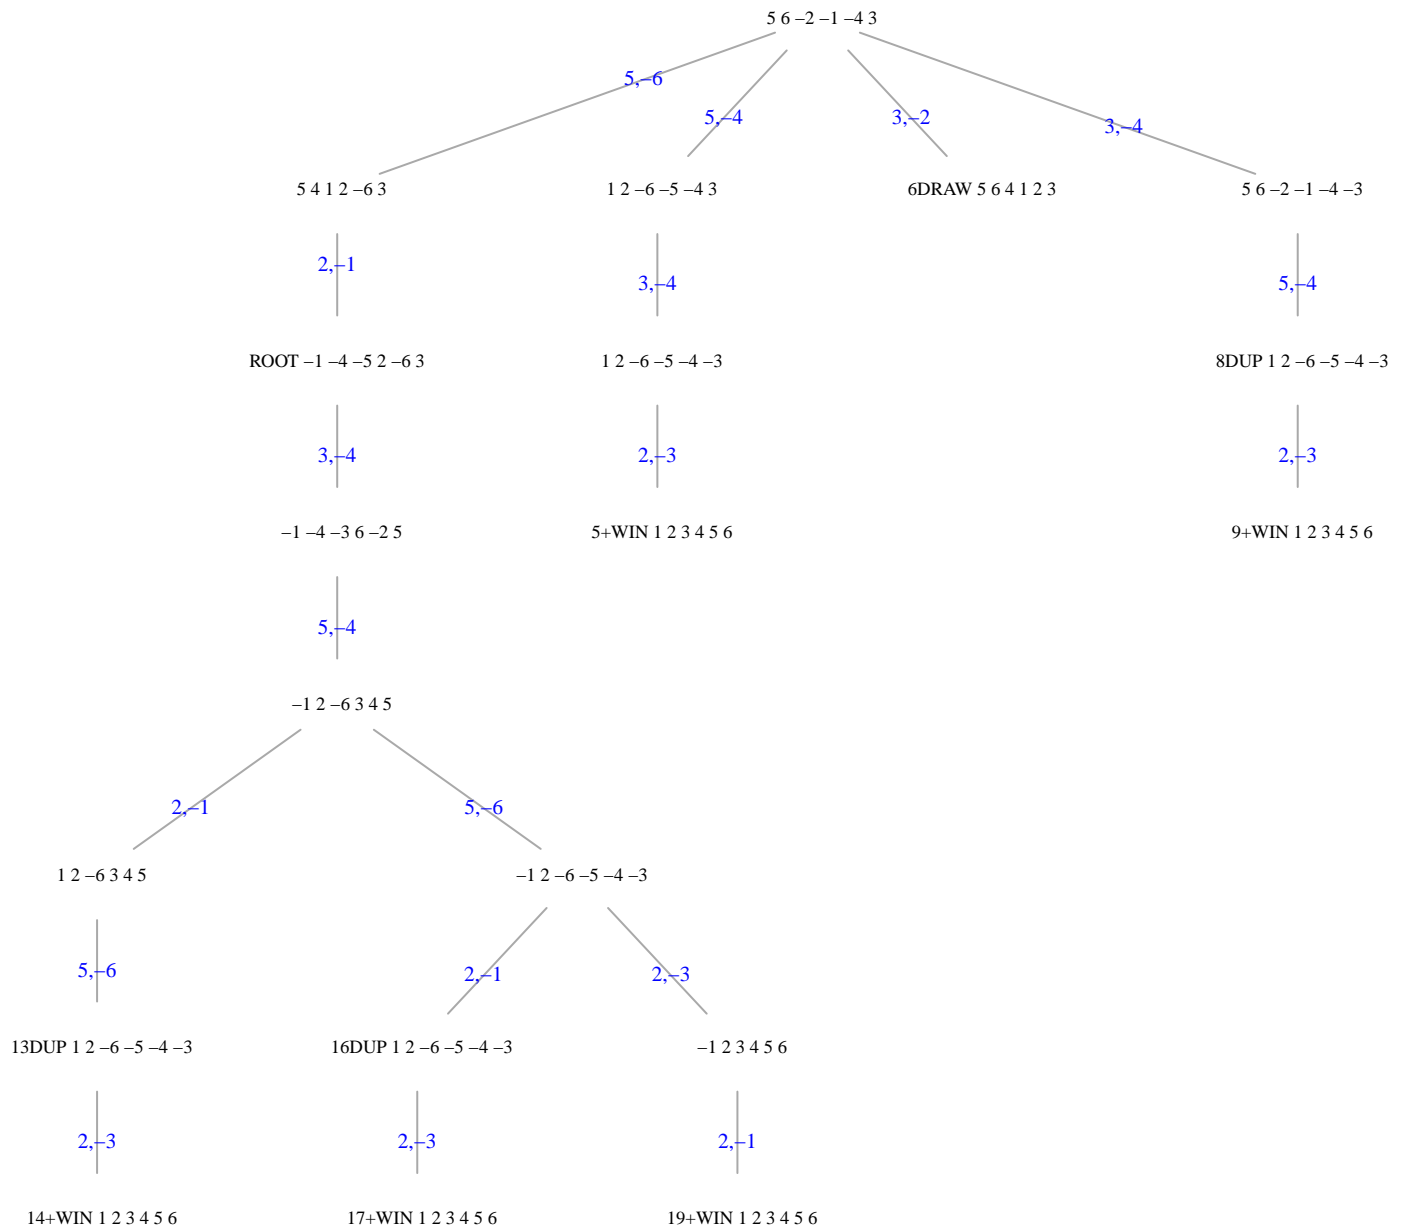 5 6 –2 –1 –4 3
5,–6
5,–4
3,–2
3,–4
5 4 1 2 –6 3
1 2 –6 –5 –4 3
6DRAW 5 6 4 1 2 3
5 6 –2 –1 –4 –3
2,–1
3,–4
5,–4
ROOT –1 –4 –5 2 –6 3
1 2 –6 –5 –4 –3
8DUP 1 2 –6 –5 –4 –3
3,–4
2,–3
2,–3
–1 –4 –3 6 –2 5
5+WIN 1 2 3 4 5 6
9+WIN 1 2 3 4 5 6
5,–4
–1 2 –6 3 4 5
2,–1
5,–6
1 2 –6 3 4 5
–1 2 –6 –5 –4 –3
5,–6
2,–1
2,–3
13DUP 1 2 –6 –5 –4 –3
16DUP 1 2 –6 –5 –4 –3
–1 2 3 4 5 6
2,–3
2,–3
2,–1
14+WIN 1 2 3 4 5 6
17+WIN 1 2 3 4 5 6
19+WIN 1 2 3 4 5 6